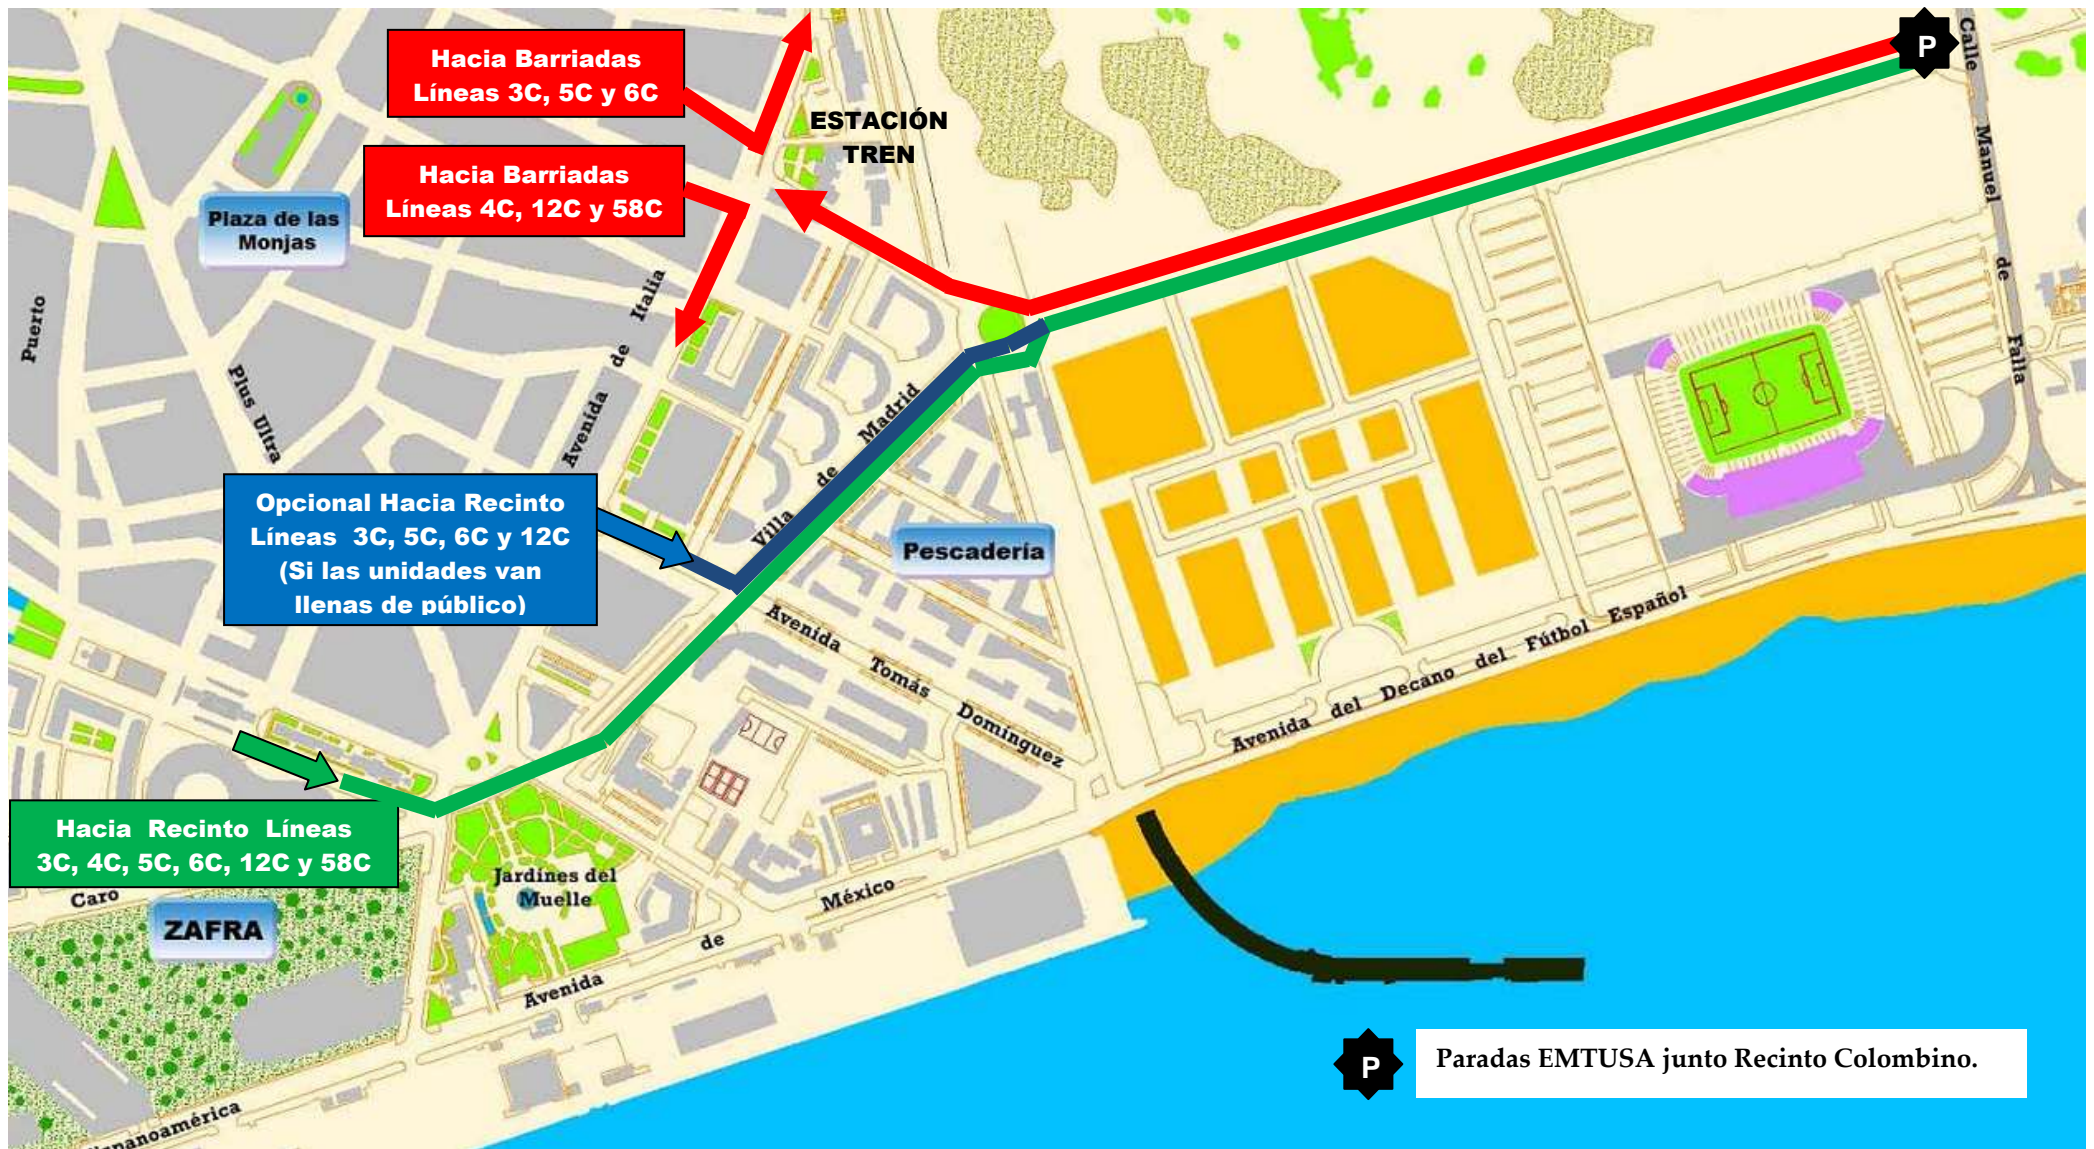 Hacia Barriadas
Líneas 3C, 5C y 6C
ESTACIÓN
TREN
Hacia Barriadas
Líneas 4C, 12C y 58C
Plaza de las
Monjas
P
Calle Manuel de Falla
Puerto
Plus Ultra
Avenida de Italia
Villa de Madrid
Opcional Hacia Recinto
Líneas 3C, 5C, 6C y 12C
(Si las unidades van
llenas de público)
Pescadería
Avenida Tomás Domínguez
Avenida del Decano del Fútbol Español
Hacia Recinto Líneas
3C, 4C, 5C, 6C, 12C y 58C
Caro
ZAFRA
Jardines del
Muelle
Avenida de México
P
Paradas EMTUSA junto Recinto Colombino.